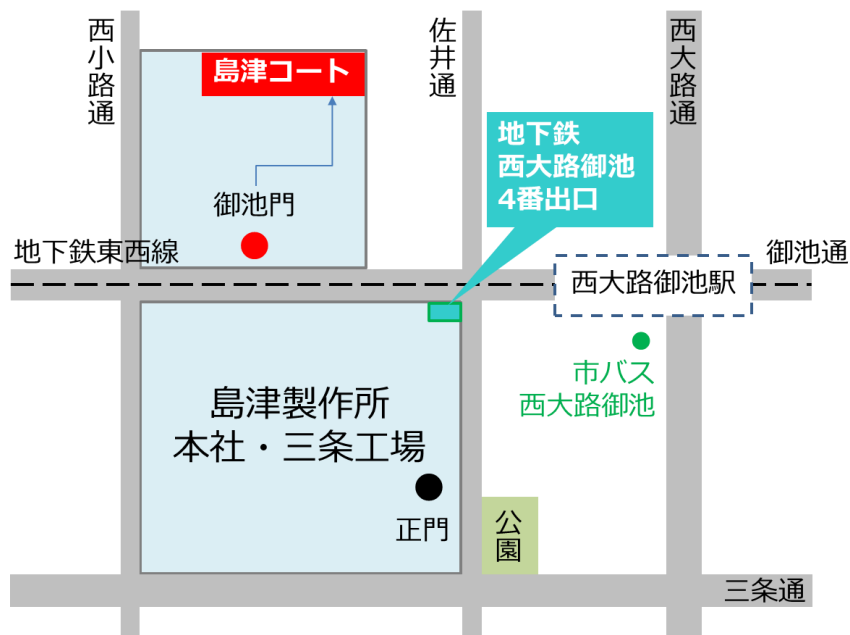 西小路通
島津コート
佐井通
西大路通
地下鉄
西大路御池
4番出口
御池門
地下鉄東西線
御池通
西大路御池駅
市バス
西大路御池
島津製作所
本社・三条工場
正門
公園
三条通